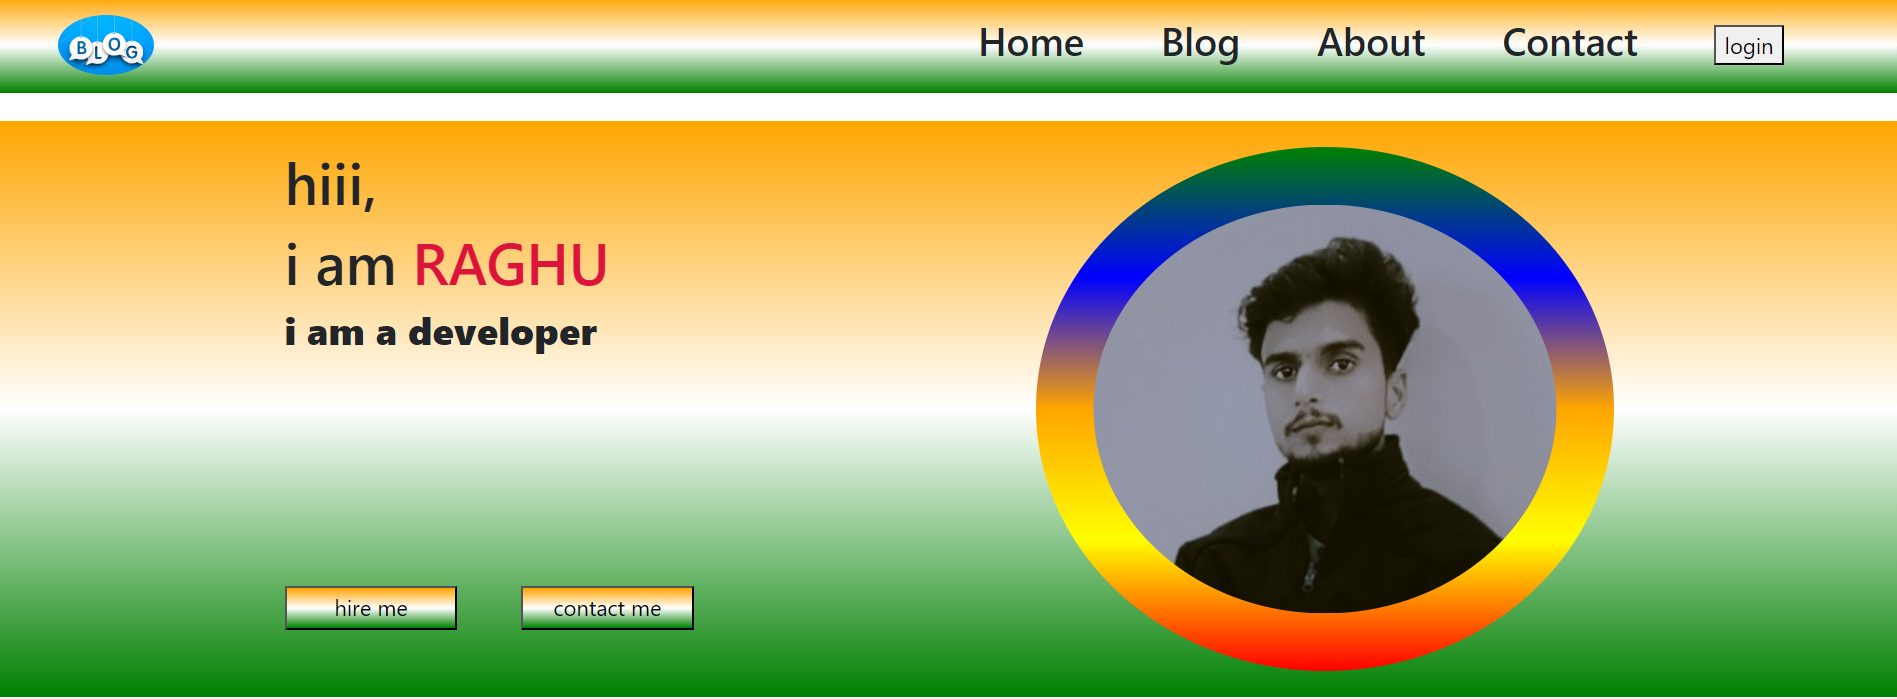 BLOG
Home Blog About Contact login
hiii,
i am RAGHU
i am a developer
hire me contact me